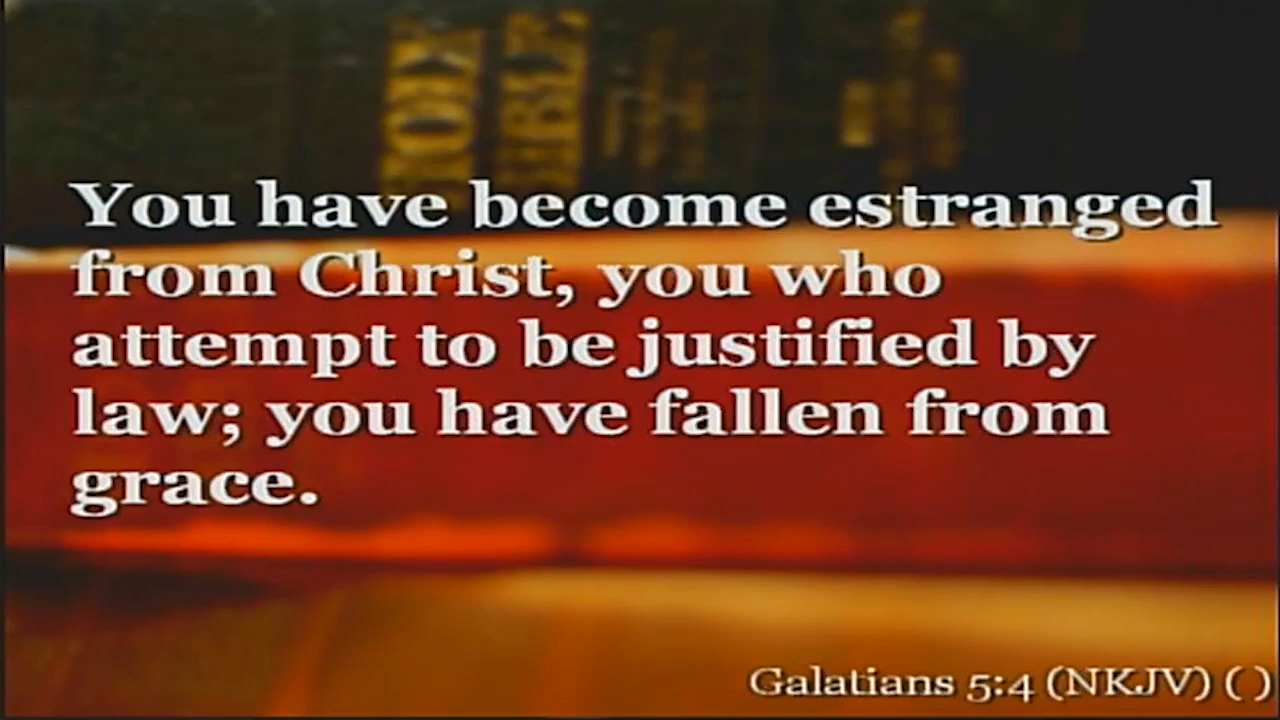 You have become estranged
from Christ, you who
attempt to be justified by
law; you have fallen from
grace.
Galatians 5:4 (NKJV) ( )